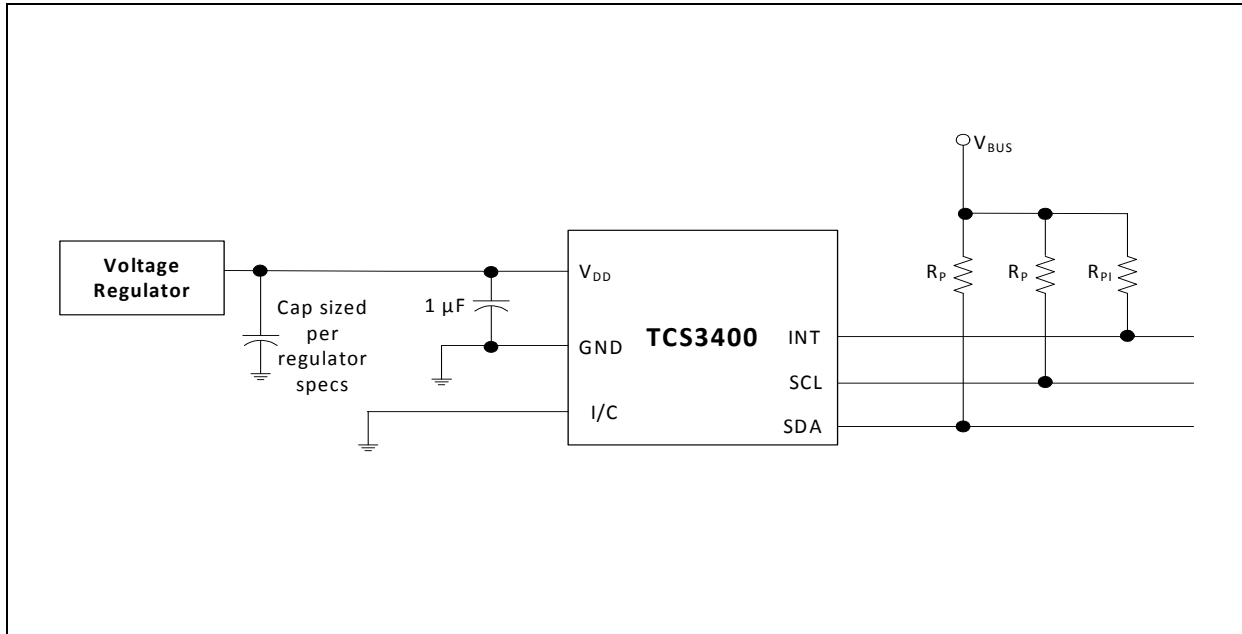 Voltage
Regulator
Cap sized
per
regulator
specs
1 µF
VDD
GND
I/C
TCS3400
INT
SCL
SDA
VBUS
RP
RP
RPI